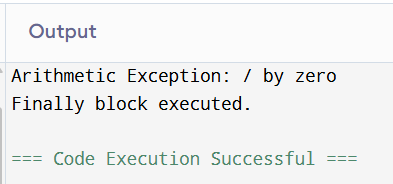 Output
Arithmetic Exception: / by zero
Finally block executed.
=== Code Execution Successful ===